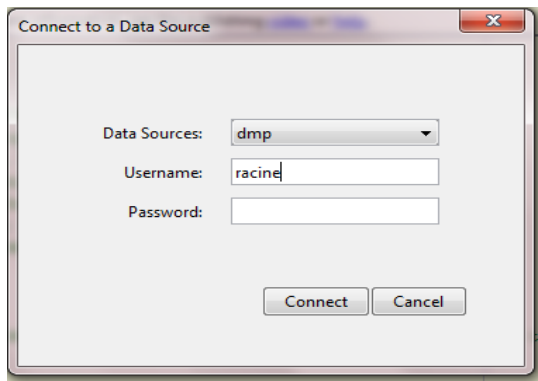 Connect to a Data Source
Data Sources: dmp
Username: racine
Password:
Connect Cancel